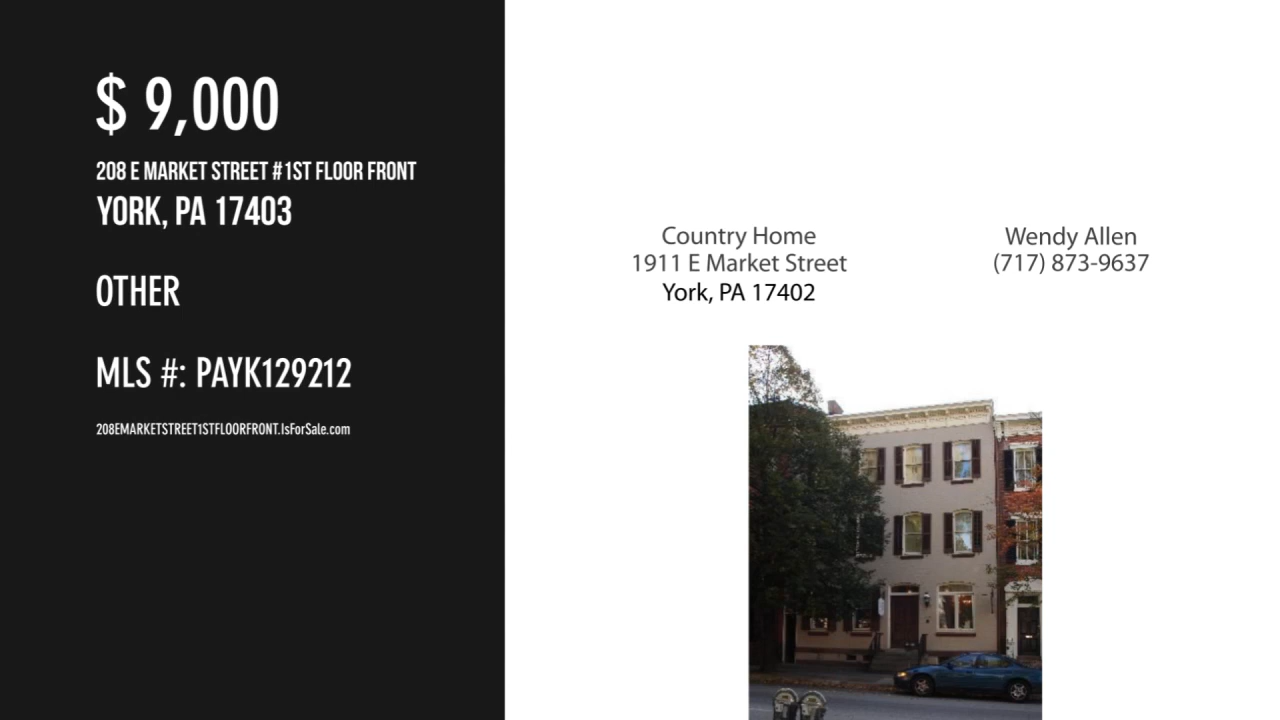 $ 9,000
208 E MARKET STREET #1ST FLOOR FRONT
YORK, PA 17403
OTHER
MLS #: PAYK129212
208EMARKETSTREET1STFLOORFRONT.IsForSale.com
Country Home
1911 E Market Street
York, PA 17402
Wendy Allen
(717) 873-9637